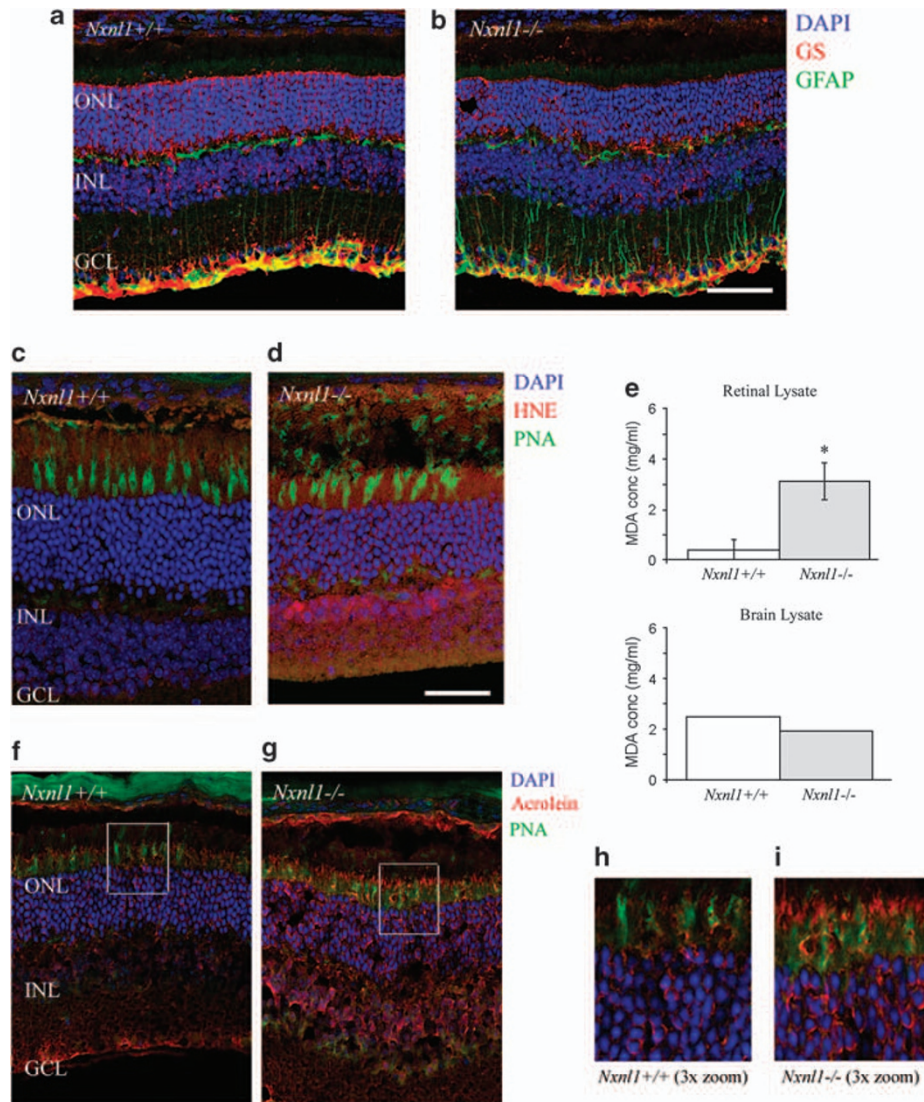 a
Nxnl1+/+
ONL
INL
GCL
b
Nxnl1-/-
DAPI
GS
GFAP
c
Nxnl1+/+
ONL
INL
GCL
d
Nxnl1-/-
DAPI
HNE
PNA
e
Retinal Lysate
MDA conc (mg/ml)
6
4
2
0
*
Nxnl1+/+ Nxnl1-/-
Brain Lysate
MDA conc (mg/ml)
6
4
2
0
Nxnl1+/+ Nxnl1-/-
f
Nxnl1+/+
ONL
INL
GCL
g
Nxnl1-/-
DAPI
Acrolein
PNA
h
Nxnl1+/+ (3x zoom)
i
Nxnl1-/- (3x zoom)